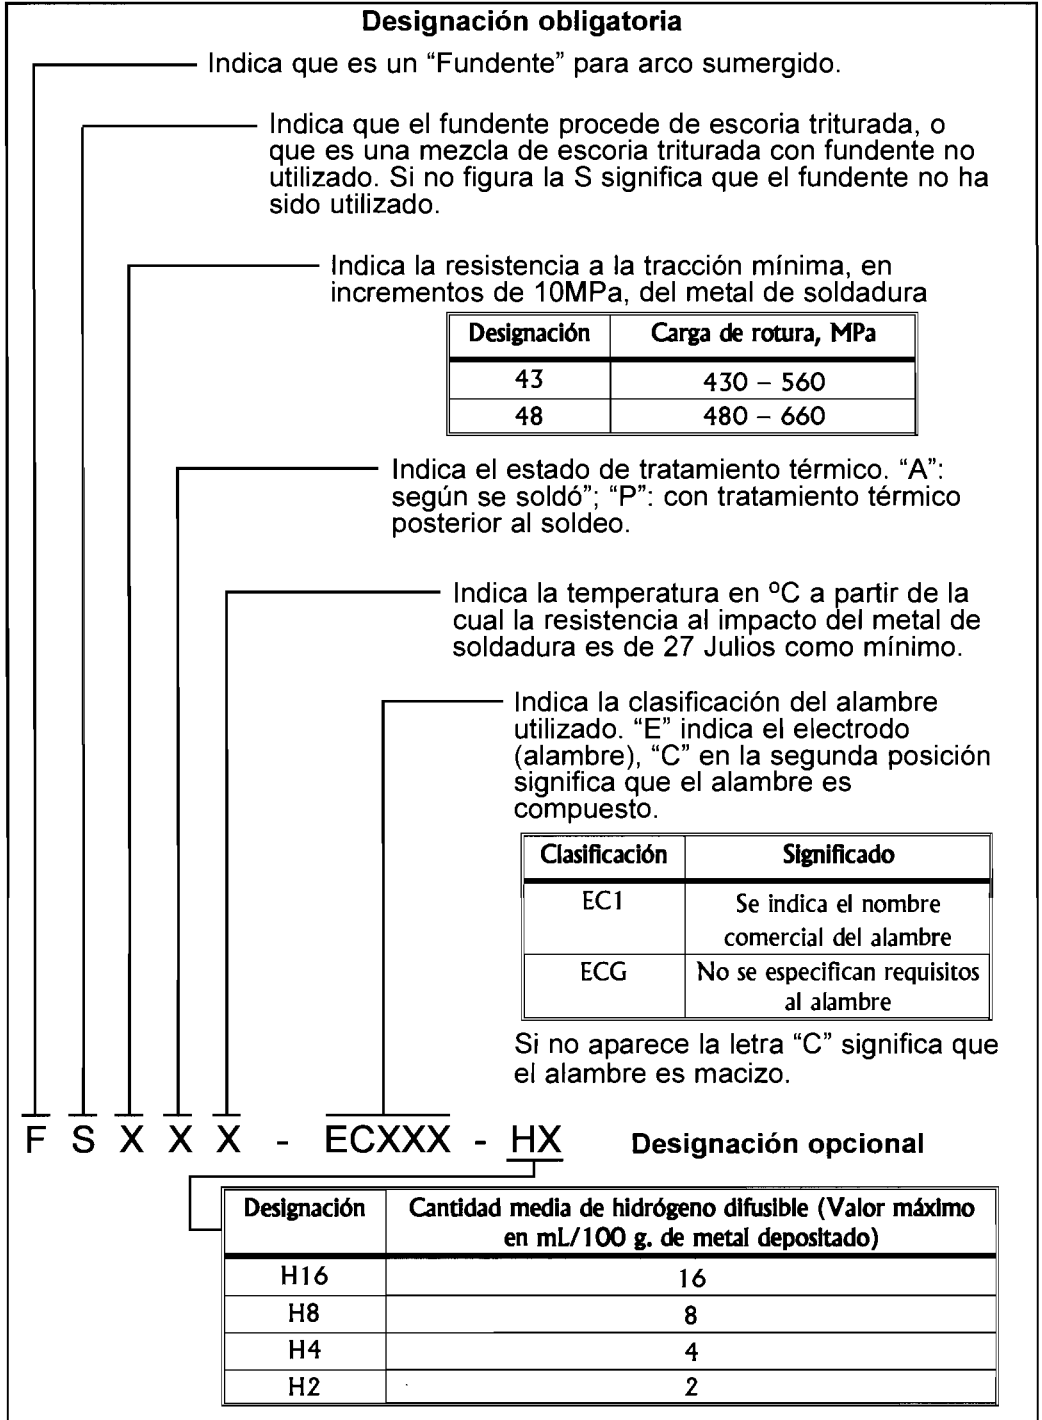 Designación obligatoria
Indica que es un “Fundente” para arco sumergido.
Indica que el fundente procede de escoria triturada, o
que es una mezcla de escoria triturada con fundente no
utilizado. Si no figura la S significa que el fundente no ha
sido utilizado.
Indica la resistencia a la tracción mínima, en
incrementos de 10MPa, del metal de soldadura
Designación Carga de rotura, MPa
43 430 – 560
48 480 – 660
Indica el estado de tratamiento térmico. “A”:
según se soldó”; “P”: con tratamiento térmico
posterior al soldeo.
Indica la temperatura en ºC a partir de la
cual la resistencia al impacto del metal de
soldadura es de 27 Julios como mínimo.
Indica la clasificación del alambre
utilizado. “E” indica el electrodo
(alambre), “C” en la segunda posición
significa que el alambre es
compuesto.
Clasificación Significado
EC1 Se indica el nombre
comercial del alambre
ECG No se especifican requisitos
al alambre
Si no aparece la letra “C” significa que
el alambre es macizo.
F S X X X - ECXXX - HX Designación opcional
Designación Cantidad media de hidrógeno difusible (Valor máximo
en mL/100 g. de metal depositado)
H16 16
H8 8
H4 4
H2 2